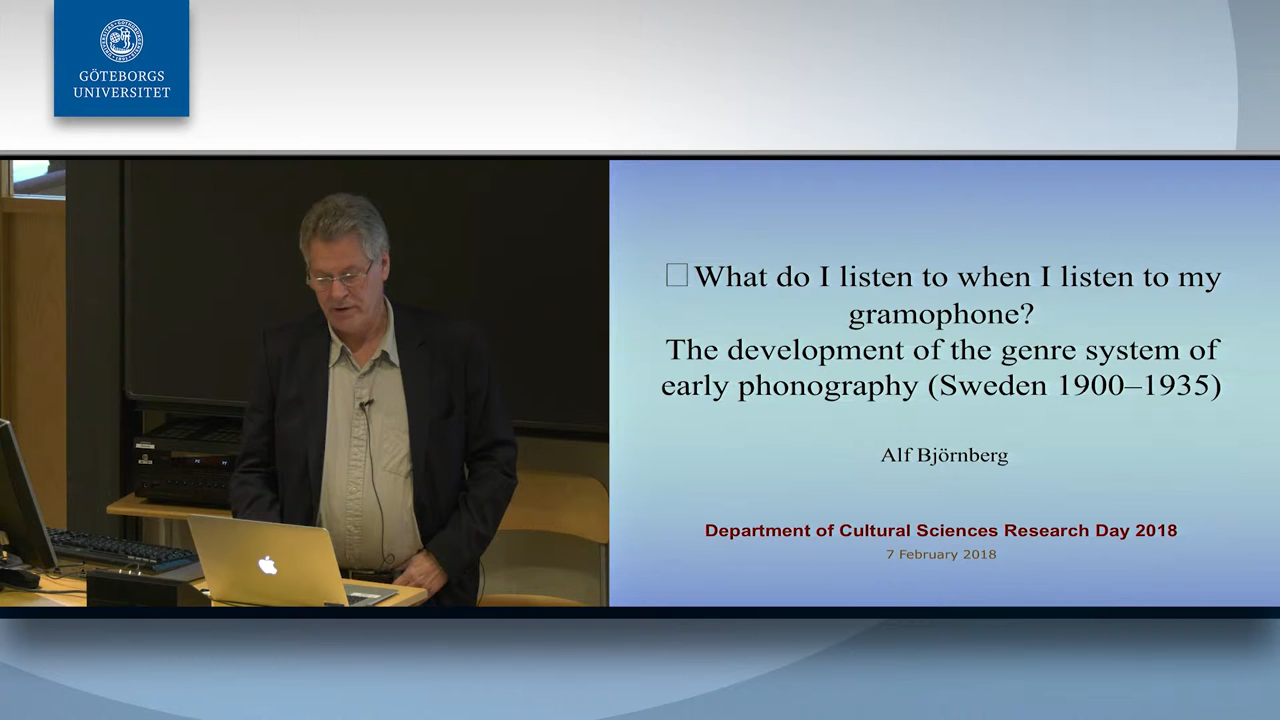 GÖTEBORGS
UNIVERSITET
What do I listen to when I listen to my
gramophone?
The development of the genre system of
early phonography (Sweden 1900–1935)
Alf Björnberg
Department of Cultural Sciences Research Day 2018
7 February 2018